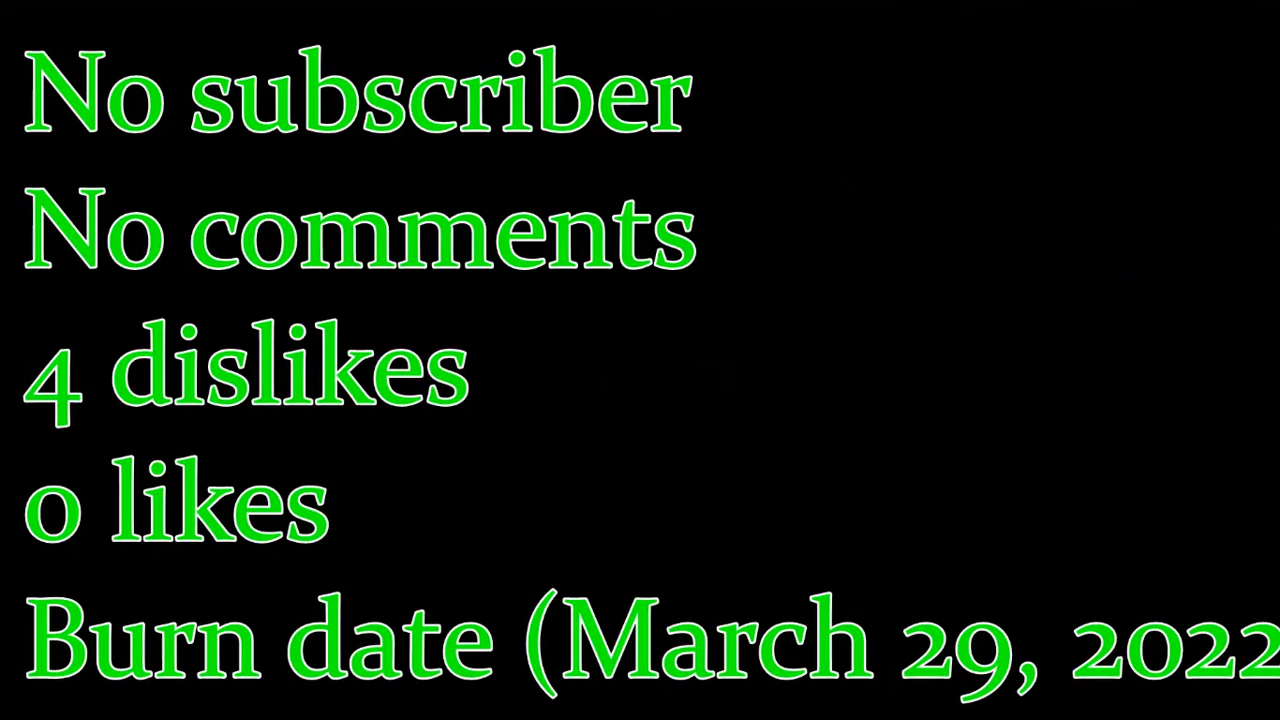 No subscriber
No comments
4 dislikes
0 likes
Burn date (March 29, 2022